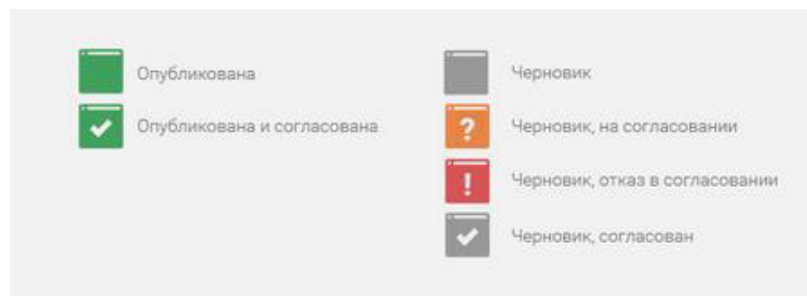 Опубликована
Опубликована и согласована
Черновик
Черновик, на согласовании
Черновик, отказ в согласовании
Черновик, согласован